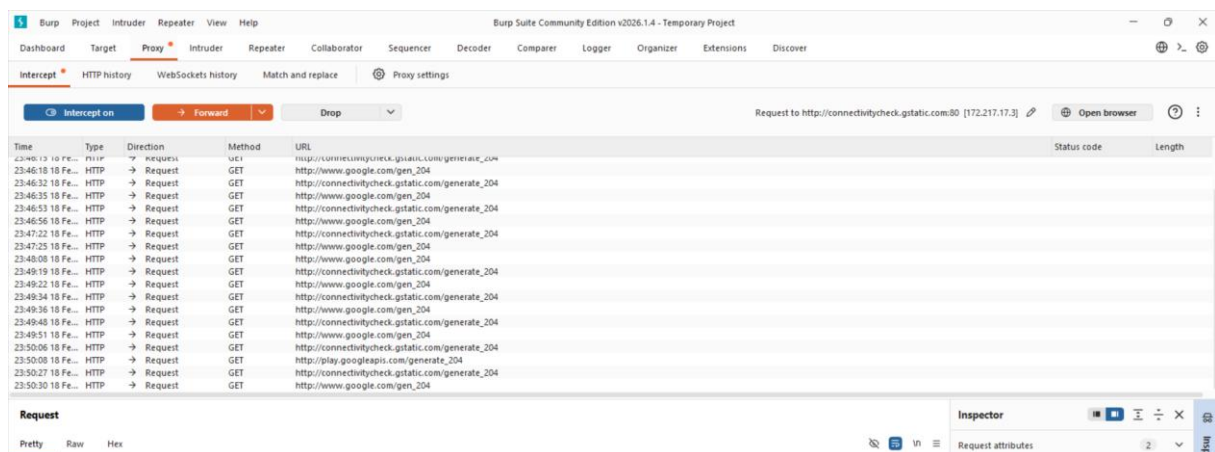 Burp Project Intruder Repeater View Help Burp Suite Community Edition v2026.1.4 - Temporary Project
Dashboard Target Proxy Intruder Repeater Collaborator Sequencer Decoder Comparer Logger Organizer Extensions Discover
Intercept HTTP history WebSockets history Match and replace Proxy settings
Intercept on → Forward Drop Request to http://connectivitycheck.gstatic.com:80 [172.217.17.3] Open browser
Time Type Direction Method URL Status code Length
23:46:15 18 Fe... HTTP → Request GET http://connectivitycheck.gstatic.com/generate_204
23:46:18 18 Fe... HTTP → Request GET http://www.google.com/gen_204
23:46:32 18 Fe... HTTP → Request GET http://connectivitycheck.gstatic.com/generate_204
23:46:35 18 Fe... HTTP → Request GET http://www.google.com/gen_204
23:46:53 18 Fe... HTTP → Request GET http://connectivitycheck.gstatic.com/generate_204
23:46:56 18 Fe... HTTP → Request GET http://www.google.com/gen_204
23:47:22 18 Fe... HTTP → Request GET http://connectivitycheck.gstatic.com/generate_204
23:47:25 18 Fe... HTTP → Request GET http://www.google.com/gen_204
23:48:08 18 Fe... HTTP → Request GET http://www.google.com/gen_204
23:49:19 18 Fe... HTTP → Request GET http://connectivitycheck.gstatic.com/generate_204
23:49:22 18 Fe... HTTP → Request GET http://www.google.com/gen_204
23:49:34 18 Fe... HTTP → Request GET http://connectivitycheck.gstatic.com/generate_204
23:49:36 18 Fe... HTTP → Request GET http://www.google.com/gen_204
23:49:48 18 Fe... HTTP → Request GET http://connectivitycheck.gstatic.com/generate_204
23:49:51 18 Fe... HTTP → Request GET http://www.google.com/gen_204
23:50:06 18 Fe... HTTP → Request GET http://connectivitycheck.gstatic.com/generate_204
23:50:08 18 Fe... HTTP → Request GET http://play.googleapis.com/generate_204
23:50:27 18 Fe... HTTP → Request GET http://connectivitycheck.gstatic.com/generate_204
23:50:30 18 Fe... HTTP → Request GET http://www.google.com/gen_204
Request Inspector
Pretty Raw Hex \n Request attributes 2